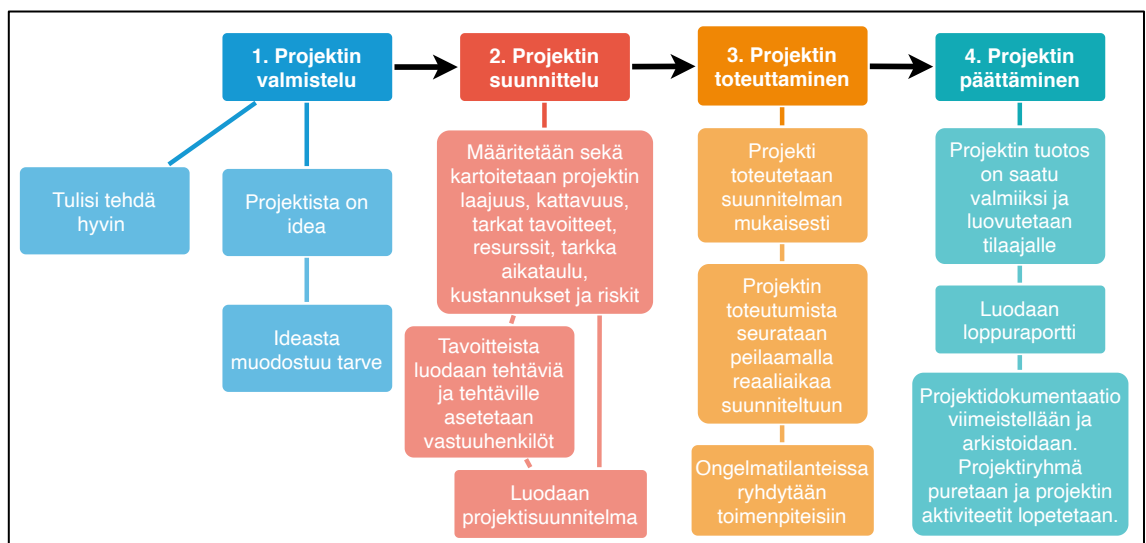 1. Projektin
valmistelu
2. Projektin
suunnittelu
3. Projektin
toteuttaminen
4. Projektin
päättäminen
Tulisi tehdä
hyvin
Projektista on
idea
Ideasta
muodostuu tarve
Määritetään sekä
kartoitetaan projektin
laajuus, kattavuus,
tarkat tavoitteet,
resurssit, tarkka
aikataulu,
kustannukset ja riskit
Tavoitteista
luodaan tehtäviä
ja tehtäville
asetetaan
vastuuhenkilöt
Luodaan
projektisuunnitelma
Projekti
toteutetaan
suunnitelman
mukaisesti
Projektin
toteutumista
seurataan
peilaamalla
reaaliaikaa
suunniteltuun
Ongelmatilanteissa
ryhdytään
toimenpiteisiin
Projektin tuotos
on saatu
valmiiksi ja
luovutetaan
tilaajalle
Luodaan
loppuraportti
Projektidokumentaatio
viimeistellään ja
arkistoidaan.
Projektiryhmä
puretaan ja projektin
aktiviteetit lopetetaan.